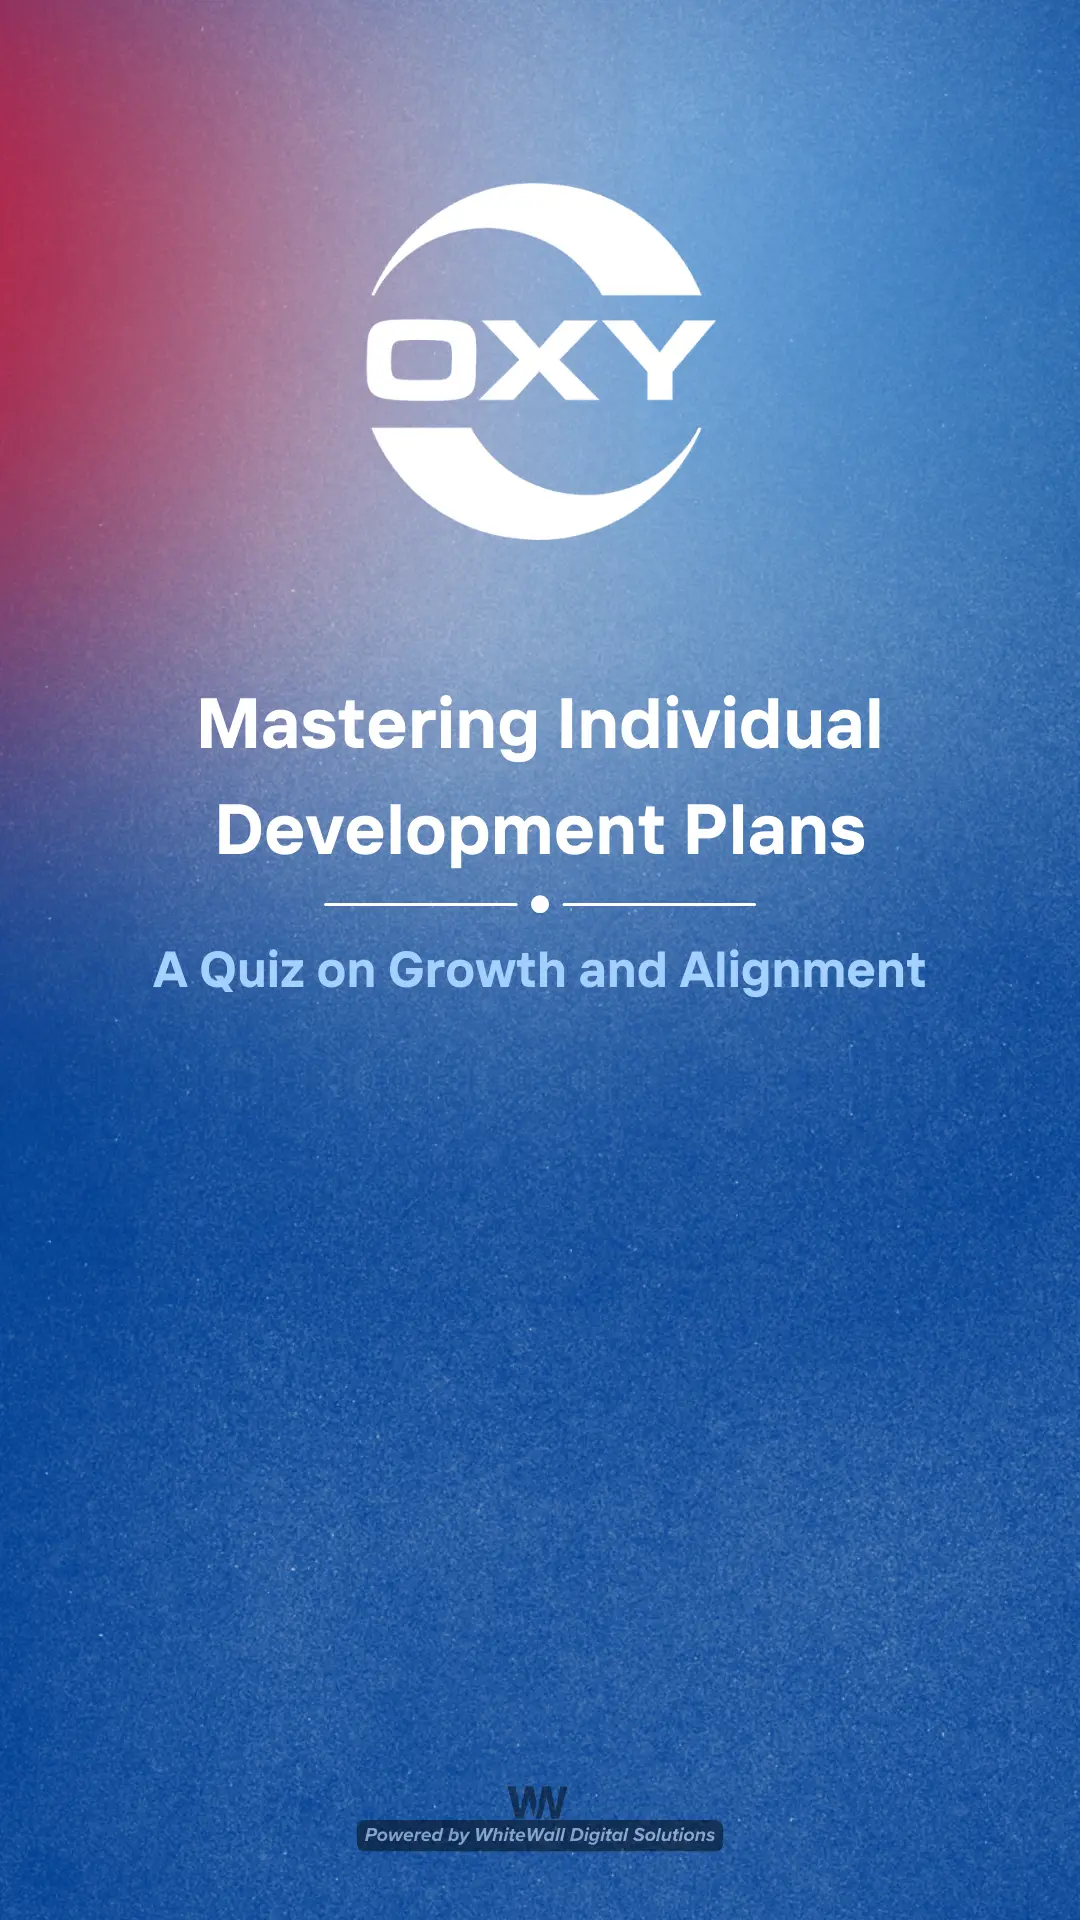 OXY
Mastering Individual
Development Plans
A Quiz on Growth and Alignment
W
Powered by WhiteWall Digital Solutions